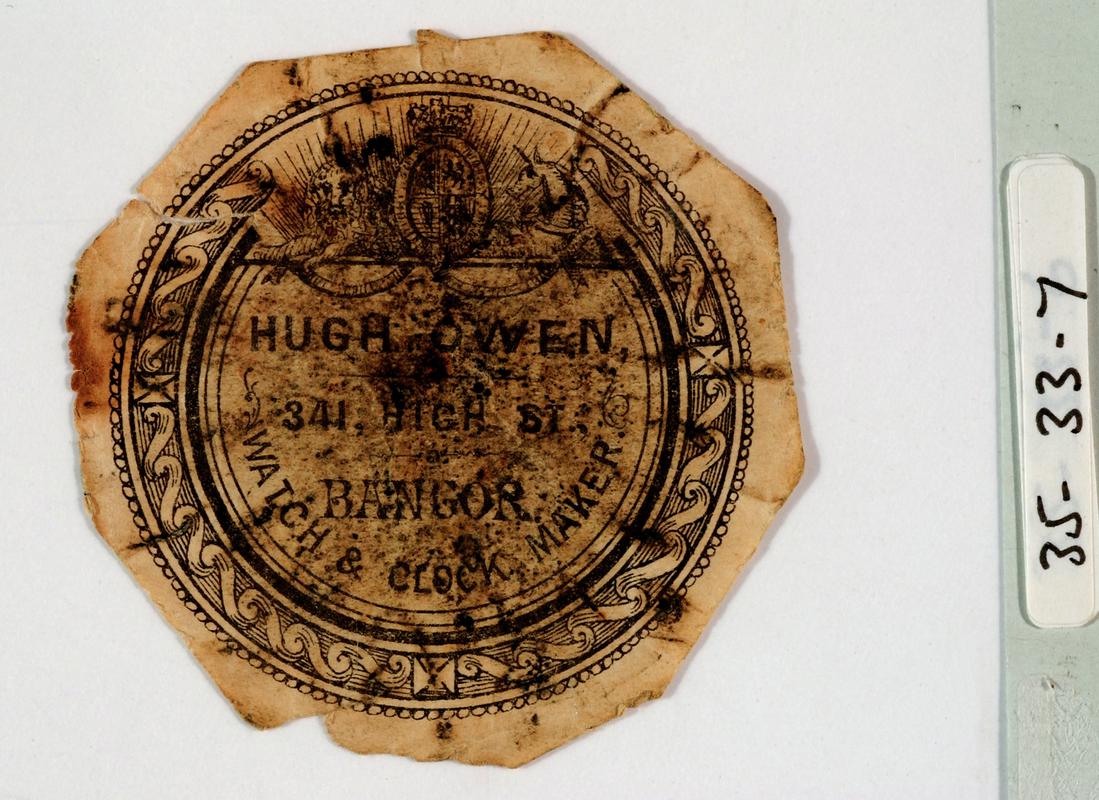 HUGH OWEN,
341, HIGH ST.,
BANGOR.
WATCH & CLOCK MAKER.
35-33-7